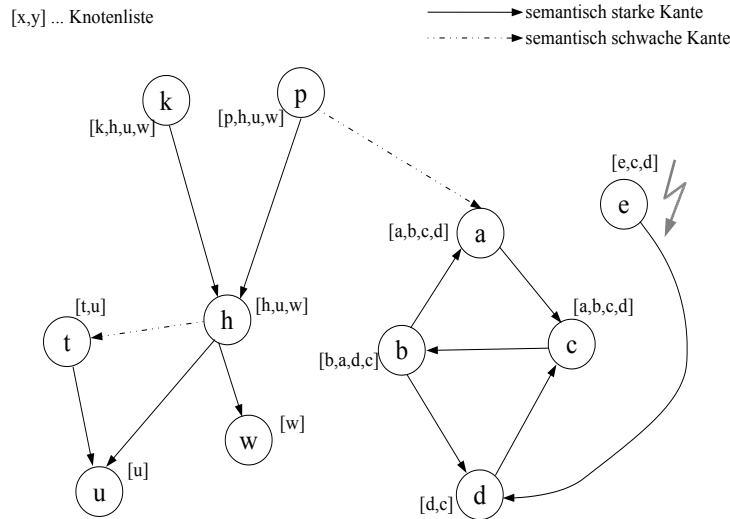 [x,y] ... Knotenliste
semantisch starke Kante
semantisch schwache Kante
k
[k,h,u,w]
p
[p,h,u,w]
[e,c,d]
e
a
[a,b,c,d]
[t,u]
t
h
[h,u,w]
[a,b,c,d]
b
[b,a,d,c]
c
w
[w]
u
[u]
d
[d,c]